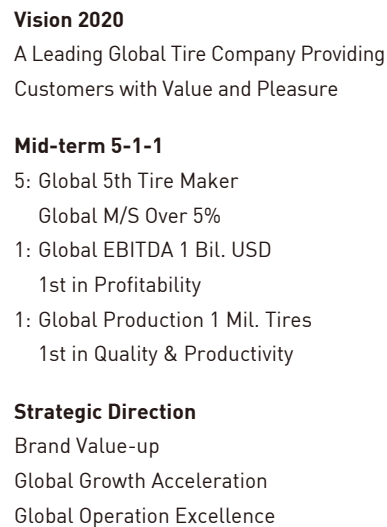 Vision 2020
A Leading Global Tire Company Providing
Customers with Value and Pleasure
Mid-term 5-1-1
5: Global 5th Tire Maker
Global M/S Over 5%
1: Global EBITDA 1 Bil. USD
1st in Profitability
1: Global Production 1 Mil. Tires
1st in Quality & Productivity
Strategic Direction
Brand Value-up
Global Growth Acceleration
Global Operation Excellence